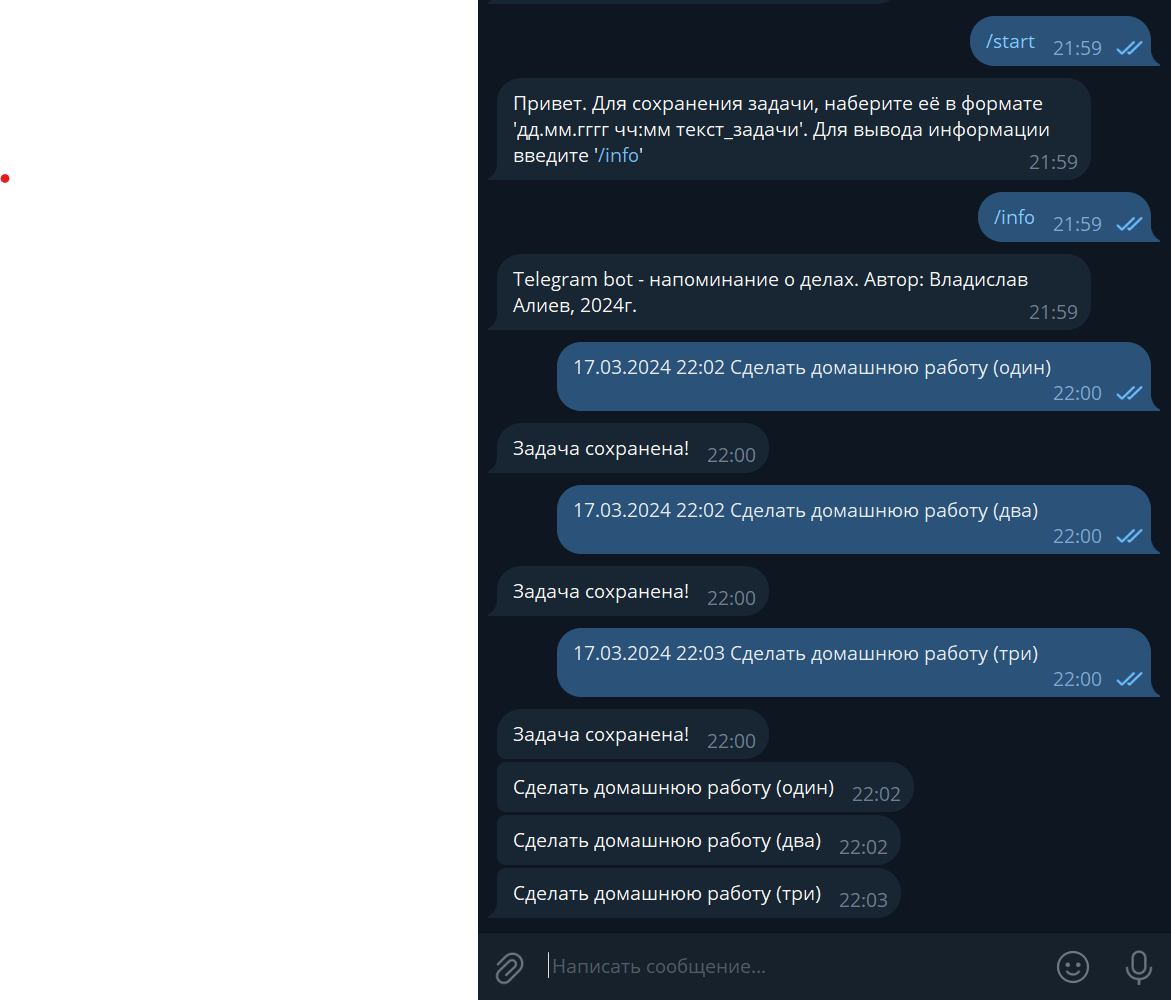 /start 21:59
Привет. Для сохранения задачи, наберите её в формате
'дд.мм.гггг чч:мм текст_задачи'. Для вывода информации
введите '/info'
21:59
/info 21:59
Telegram bot - напоминание о делах. Автор: Владислав
Алиев, 2024г.
21:59
17.03.2024 22:02 Сделать домашнюю работу (один)
22:00
Задача сохранена! 22:00
17.03.2024 22:02 Сделать домашнюю работу (два)
22:00
Задача сохранена! 22:00
17.03.2024 22:03 Сделать домашнюю работу (три)
22:00
Задача сохранена! 22:00
Сделать домашнюю работу (один) 22:02
Сделать домашнюю работу (два) 22:02
Сделать домашнюю работу (три) 22:03
Написать сообщение...